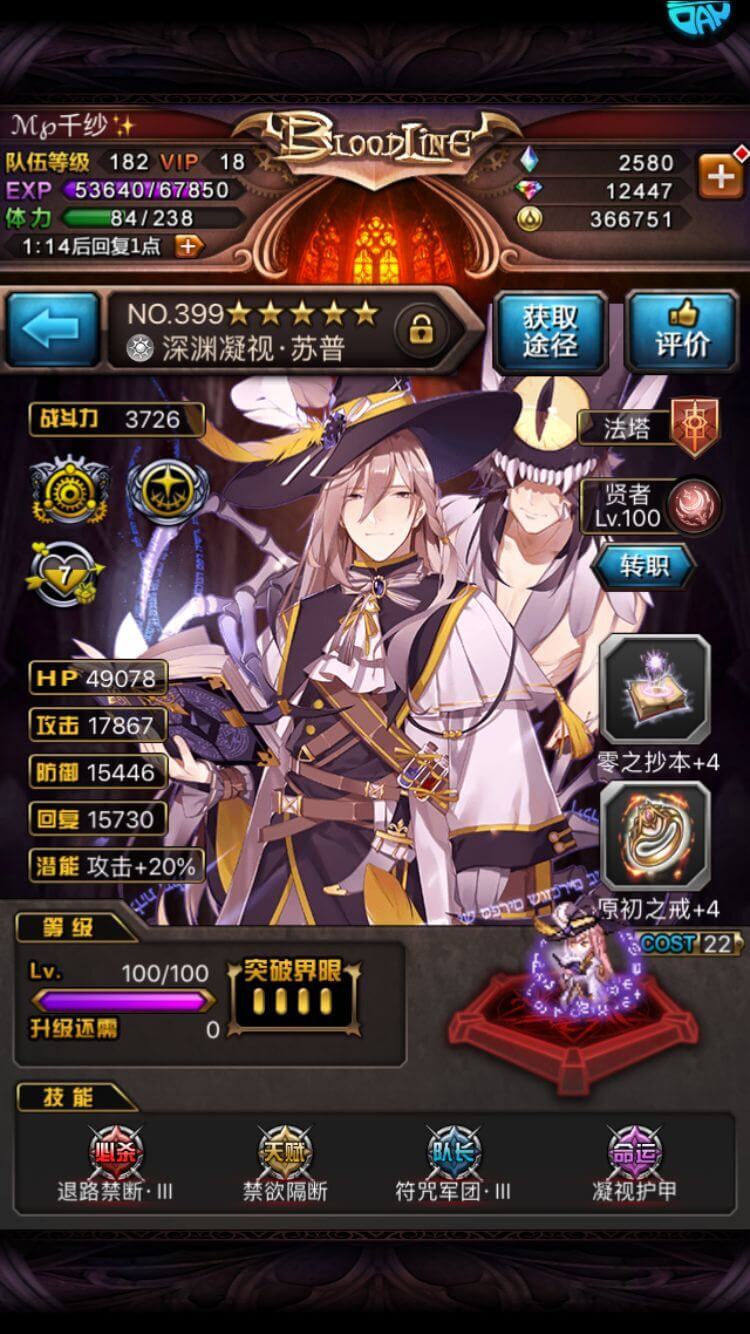 OAK
M℘千纱✨
BLOODLINE
队伍等级 182 VIP 18
2580
EXP 53640/67850
12447
体力 84/238
366751
1:14后回复1点
NO.399★★★★★
深渊凝视·苏普
获取途径
评价
战斗力 3726
法塔
贤者
Lv.100
7
转职
HP 49078
攻击 17867
防御 15446
回复 15730
潜能 攻击+20%
零之抄本+4
原初之戒+4
COST 22
等级
Lv. 100/100
突破界限
升级还需 0
技能
必杀
天赋
队长
命运
退路禁断·III
禁欲隔断
符咒军团·III
凝视护甲